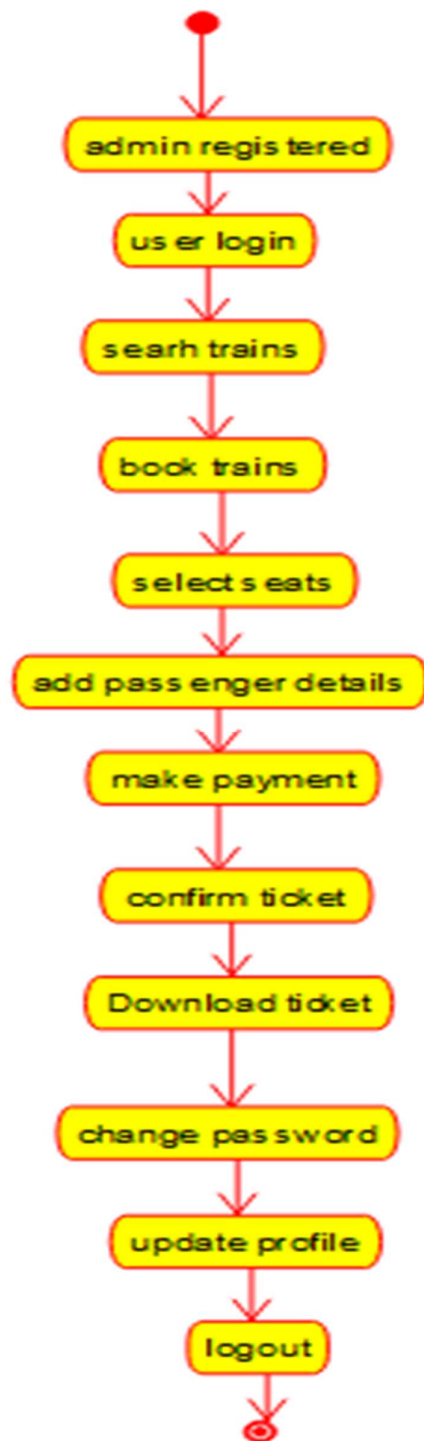 admin registered
user login
searh trains
book trains
select seats
add passenger details
make payment
confirm ticket
Download ticket
change password
update profile
logout